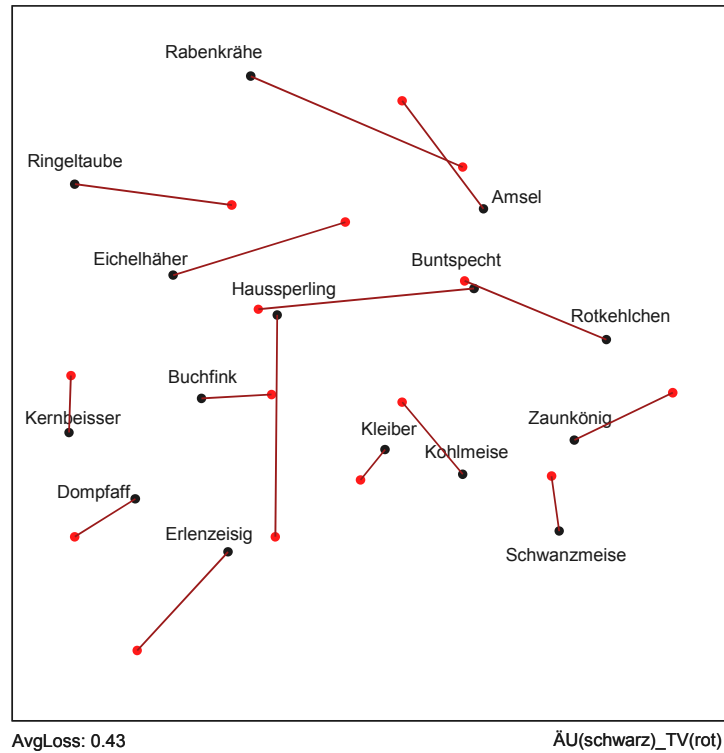 Rabenkrähe
Ringeltaube
Amsel
Eichelhäher
Buntspecht
Haussperling
Rotkehlchen
Buchfink
Kernbeisser
Zaunkönig
Kleiber
Kohlmeise
Dompfaff
Erlenzeisig
Schwanzmeise
AvgLoss: 0.43
ÄU(schwarz)_TV(rot)